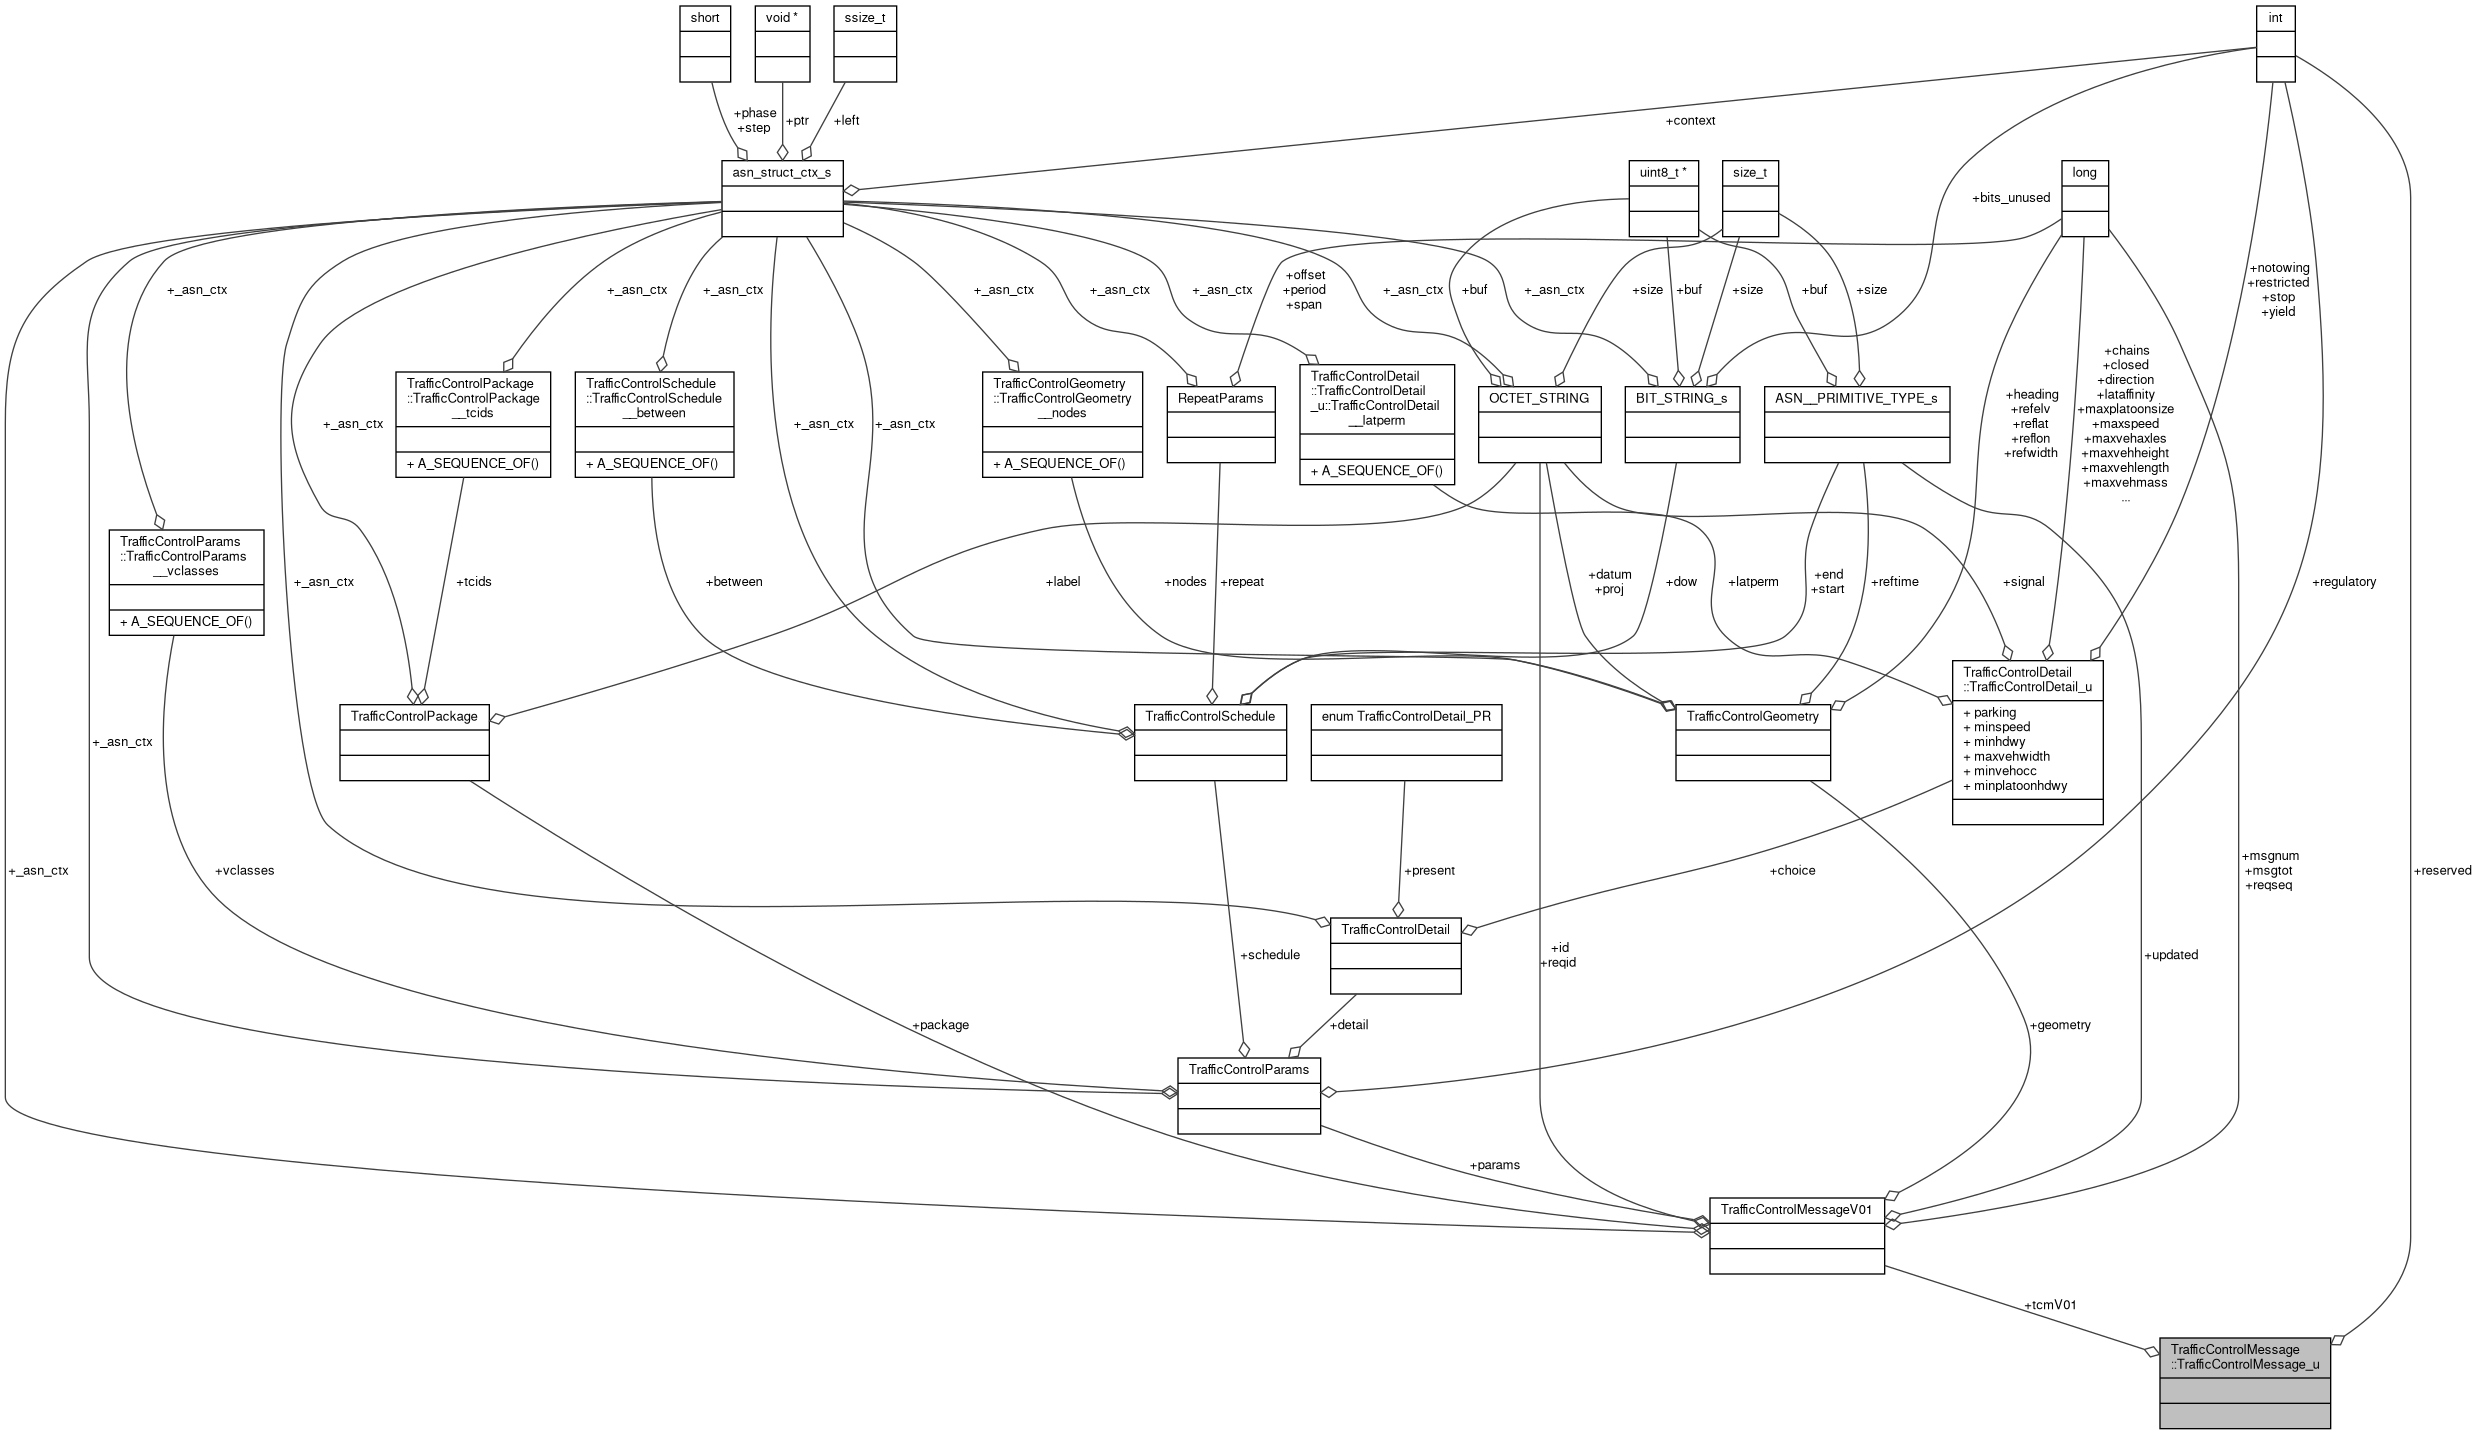 short
void *
ssize_t
int
+phase
+step
+ptr
+left
+context
asn_struct_ctx_s
uint8_t *
size_t
long
+bits_unused
+_asn_ctx
+_asn_ctx
+_asn_ctx
+_asn_ctx
+_asn_ctx
+_asn_ctx
+offset
+period
+span
+_asn_ctx
+buf
+_asn_ctx
+size
+buf
+size
+buf
+size
+notowing
+restricted
+stop
+yield
TrafficControlPackage
::TrafficControlPackage
__tcids
+ A_SEQUENCE_OF()
TrafficControlSchedule
::TrafficControlSchedule
__between
+ A_SEQUENCE_OF()
TrafficControlGeometry
::TrafficControlGeometry
__nodes
+ A_SEQUENCE_OF()
RepeatParams
TrafficControlDetail
::TrafficControlDetail
_u::TrafficControlDetail
__latperm
+ A_SEQUENCE_OF()
OCTET_STRING
BIT_STRING_s
ASN__PRIMITIVE_TYPE_s
+heading
+refelv
+reflat
+reflon
+refwidth
+chains
+closed
+direction
+lataffinity
+maxplatoonsize
+maxspeed
+maxvehaxles
+maxvehheight
+maxvehlength
+maxvehmass
...
+_asn_ctx
+_asn_ctx
+_asn_ctx
TrafficControlParams
::TrafficControlParams
__vclasses
+ A_SEQUENCE_OF()
+_asn_ctx
+tcids
+between
+label
+nodes
+repeat
+datum
+proj
+dow
+latperm
+end
+start
+reftime
+signal
+regulatory
TrafficControlPackage
TrafficControlSchedule
enum TrafficControlDetail_PR
TrafficControlGeometry
TrafficControlDetail
::TrafficControlDetail_u
+ parking
+ minspeed
+ minhdwy
+ maxvehwidth
+ minvehocc
+ minplatoonhdwy
+_asn_ctx
+_asn_ctx
+vclasses
+present
+choice
+msgnum
+msgtot
+reqseq
+reserved
TrafficControlDetail
+schedule
+id
+reqid
+updated
+package
+detail
+geometry
TrafficControlParams
+params
TrafficControlMessageV01
+tcmV01
TrafficControlMessage
::TrafficControlMessage_u